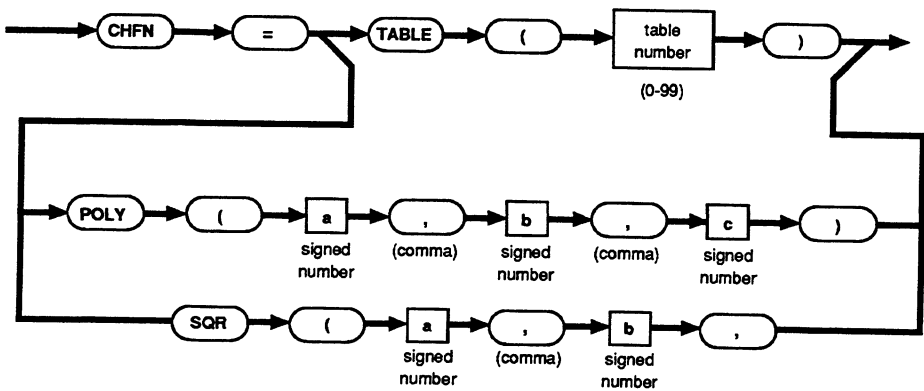 CHFN = TABLE ( table number )
(0-99)
POLY ( a , b , c )
signed number (comma) signed number (comma) signed number
SQR ( a , b ,
signed number (comma) signed number